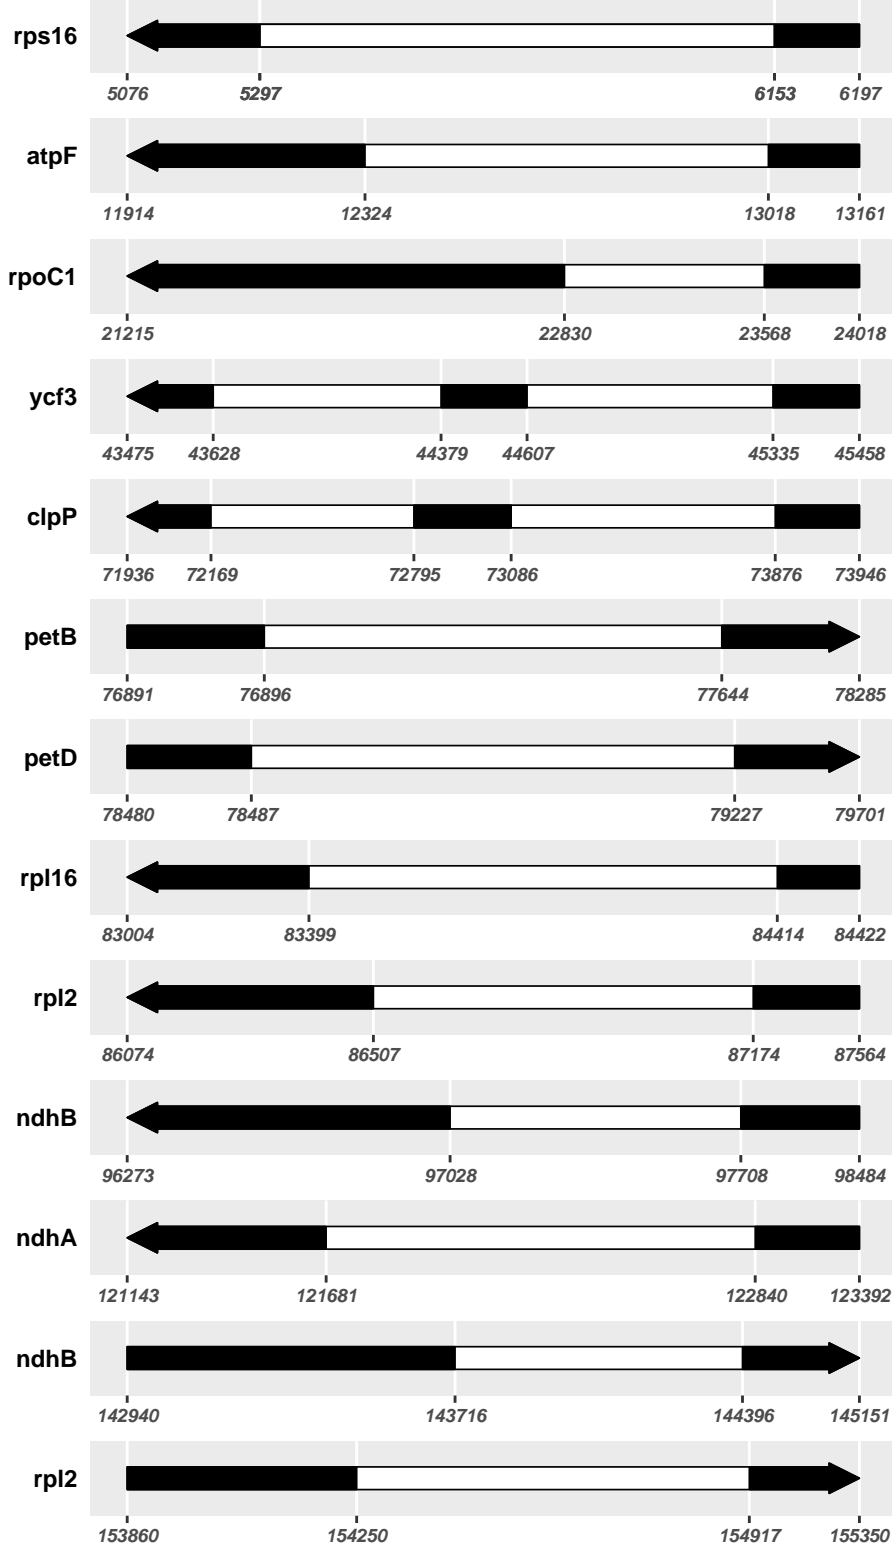 rps16
5076 5297 6153 6197
atpF
11914 12324 13018 13161
rpoC1
21215 22830 23568 24018
ycf3
43475 43628 44379 44607 45335 45458
clpP
71936 72169 72795 73086 73876 73946
petB
76891 76896 77644 78285
petD
78480 78487 79227 79701
rpl16
83004 83399 84414 84422
rpl2
86074 86507 87174 87564
ndhB
96273 97028 97708 98484
ndhA
121143 121681 122840 123392
ndhB
142940 143716 144396 145151
rpl2
153860 154250 154917 155350